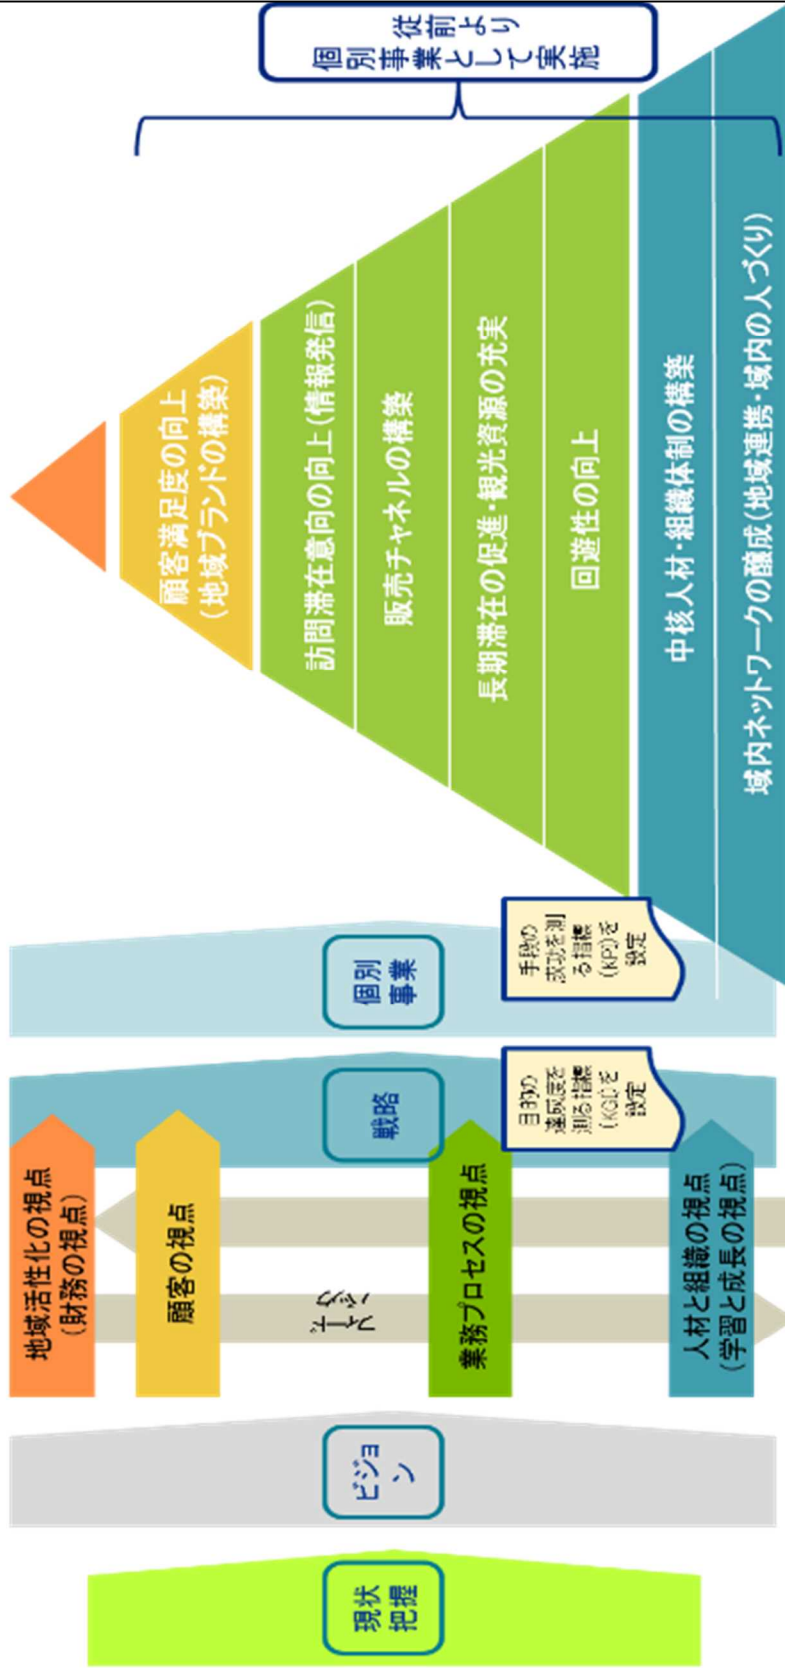 現状
把握
ビジョ
ン
地域活性化の視点
(財務の視点)
顧客の視点
フィード
バック
業務プロセスの視点
人材と組織の視点
(学習と成長の視点)
戦略
目的の
達成度を
測る指標
(KGI)を
設定
個別
事業
手段の
成功を測
る指標
(KPI)を
設定
顧客満足度の向上
(地域ブランドの構築)
訪問滞在意向の向上(情報発信)
販売チャネルの構築
長期滞在の促進・観光資源の充実
回遊性の向上
中核人材・組織体制の構築
域内ネットワークの醸成(地域連携・域内の人づくり)
従前より
個別事業として実施